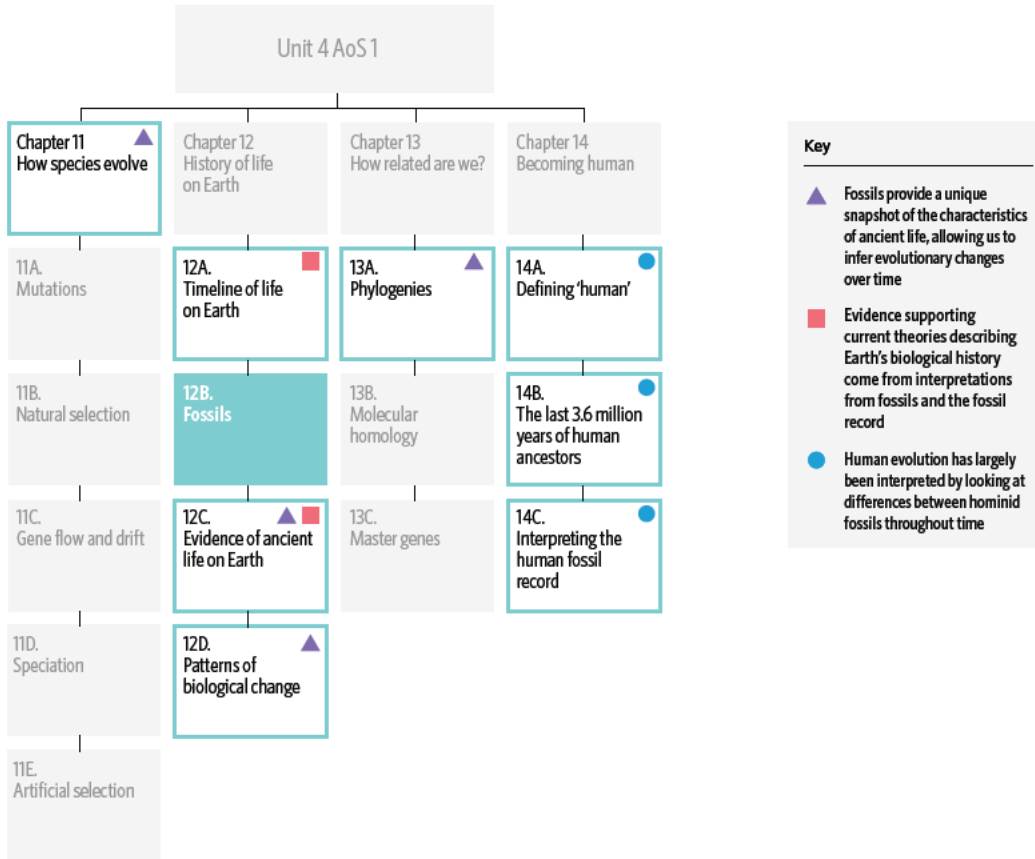 Unit 4 AoS 1
Chapter 11
How species evolve
Chapter 12
History of life
on Earth
Chapter 13
How related are we?
Chapter 14
Becoming human
11A.
Mutations
12A.
Timeline of life
on Earth
13A.
Phylogenies
14A.
Defining ‘human’
11B.
Natural selection
12B.
Fossils
13B.
Molecular
homology
14B.
The last 3.6 million
years of human
ancestors
11C.
Gene flow and drift
12C.
Evidence of ancient
life on Earth
13C.
Master genes
14C.
Interpreting the
human fossil
record
11D.
Speciation
12D.
Patterns of
biological change
11E.
Artificial selection
Key
Fossils provide a unique
snapshot of the characteristics
of ancient life, allowing us to
infer evolutionary changes
over time
Evidence supporting
current theories describing
Earth’s biological history
come from interpretations
from fossils and the fossil
record
Human evolution has largely
been interpreted by looking at
differences between hominid
fossils throughout time